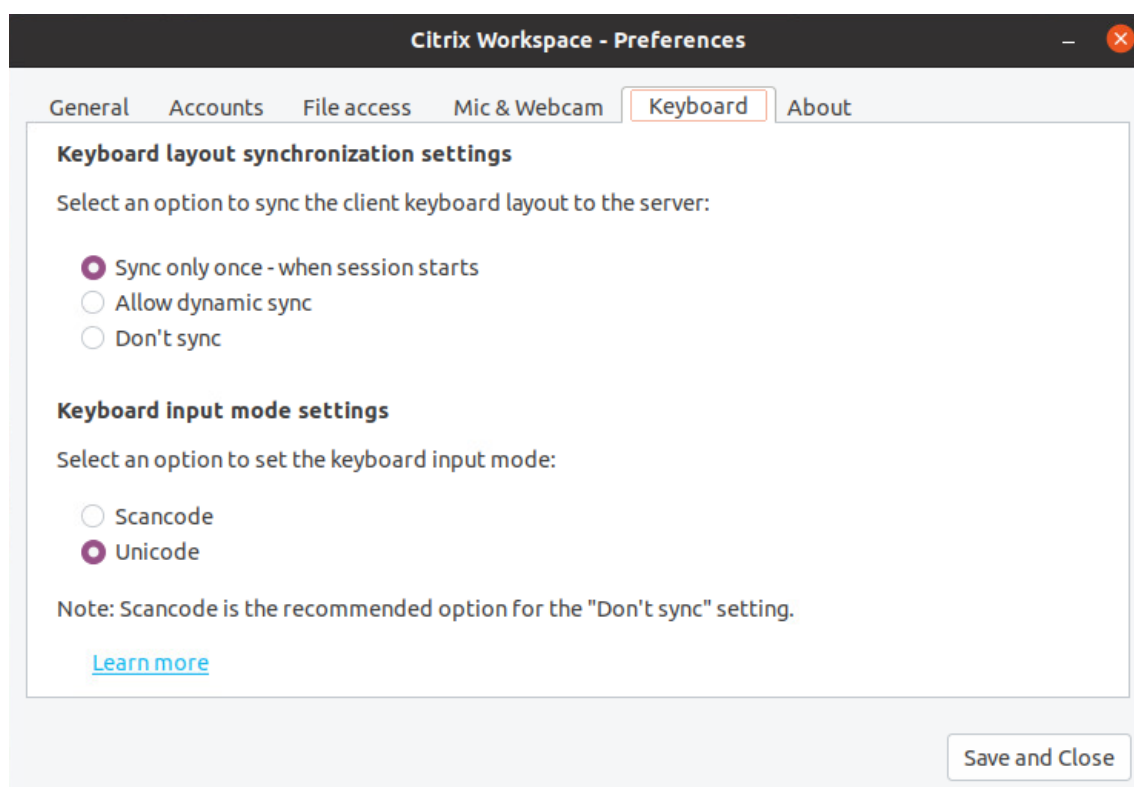 Citrix Workspace - Preferences
General Accounts File access Mic & Webcam Keyboard About
Keyboard layout synchronization settings
Select an option to sync the client keyboard layout to the server:
Sync only once - when session starts
Allow dynamic sync
Don't sync
Keyboard input mode settings
Select an option to set the keyboard input mode:
Scancode
Unicode
Note: Scancode is the recommended option for the "Don't sync" setting.
Learn more
Save and Close